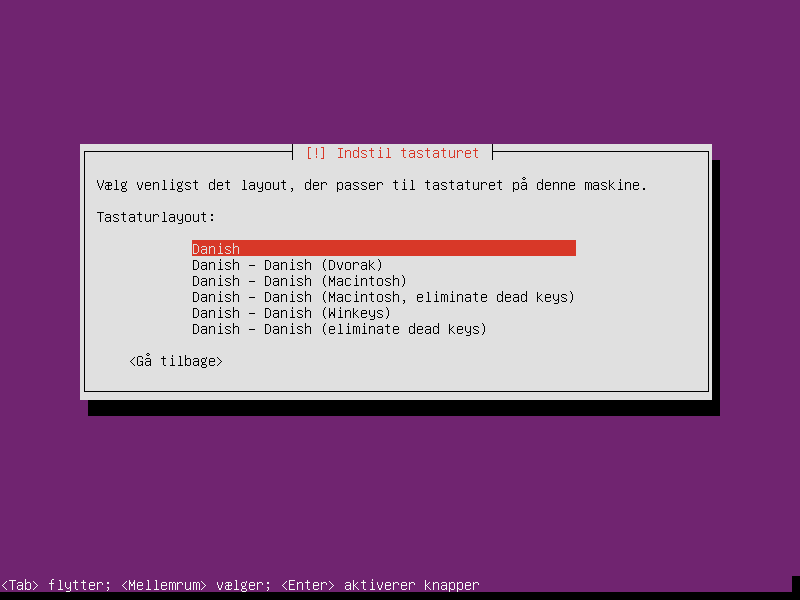 [!] Indstil tastaturet
Vælg venligst det layout, der passer til tastaturet på denne maskine.
Tastaturlayout:
Danish
Danish - Danish (Dvorak)
Danish - Danish (Macintosh)
Danish - Danish (Macintosh, eliminate dead keys)
Danish - Danish (Winkeys)
Danish - Danish (eliminate dead keys)
<Gå tilbage>
<Tab> flytter; <Mellemrum> vælger; <Enter> aktiverer knapper